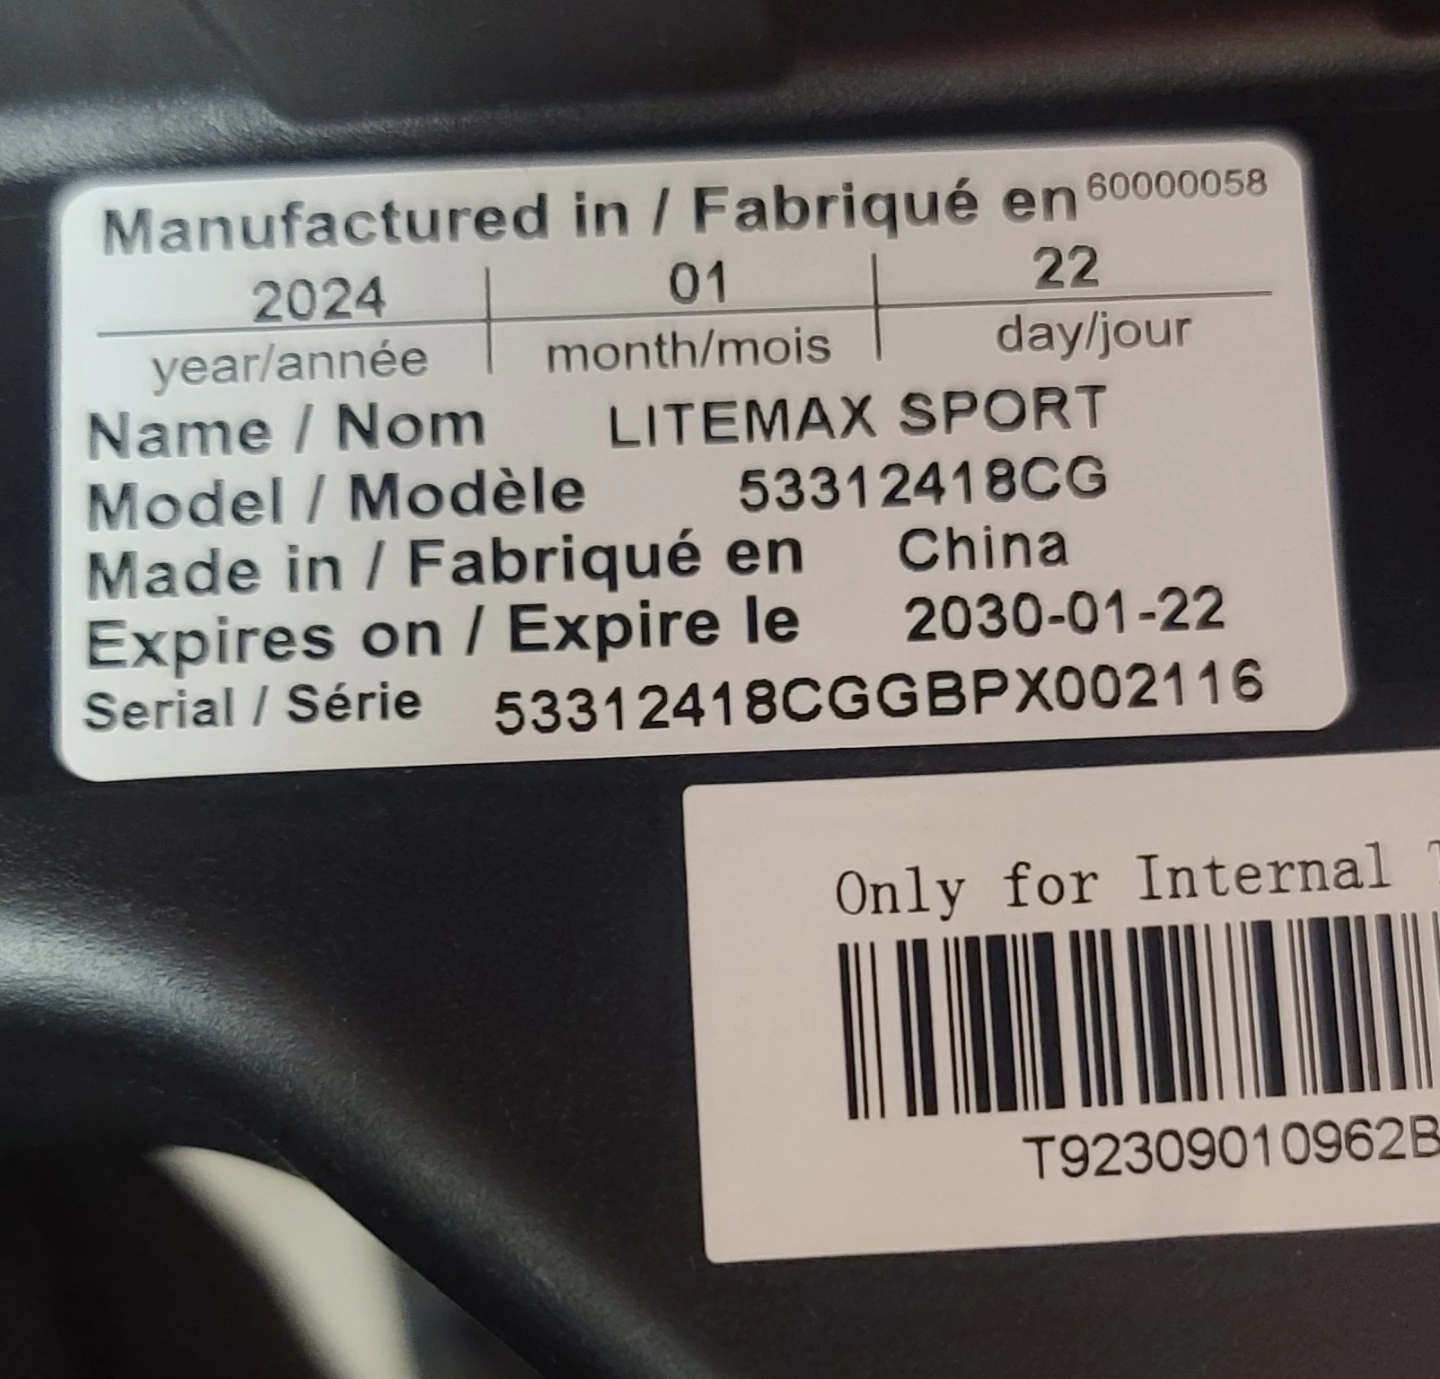 Manufactured in / Fabriqué en 60000058
2024 01 22
year/année month/mois day/jour
Name / Nom LITEMAX SPORT
Model / Modèle 53312418CG
Made in / Fabriqué en China
Expires on / Expire le 2030-01-22
Serial / Série 53312418CGGBPX002116
Only for Internal
T92309010962B